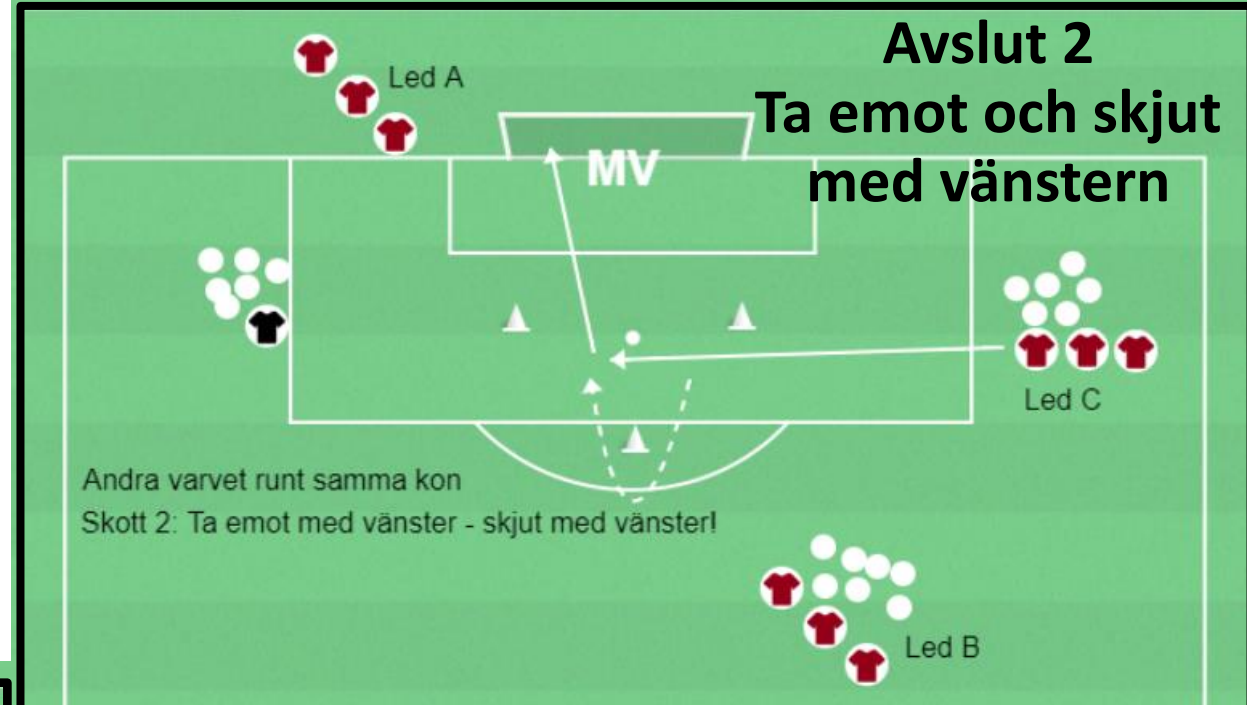 Avslut 2
Ta emot och skjut
med vänstern
Led A
MV
Led C
Andra varvet runt samma kon
Skott 2: Ta emot med vänster - skjut med vänster!
Led B